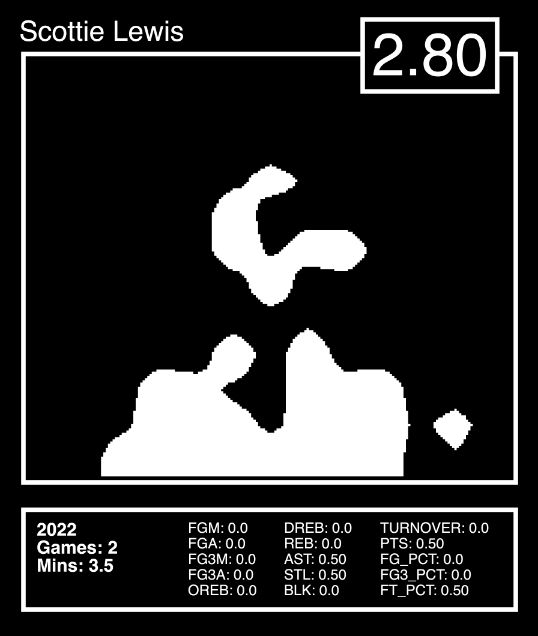 Scottie Lewis
2.80
2022
Games: 2
Mins: 3.5
FGM: 0.0
FGA: 0.0
FG3M: 0.0
FG3A: 0.0
OREB: 0.0
DREB: 0.0
REB: 0.0
AST: 0.50
STL: 0.50
BLK: 0.0
TURNOVER: 0.0
PTS: 0.50
FG_PCT: 0.0
FG3_PCT: 0.0
FT_PCT: 0.50